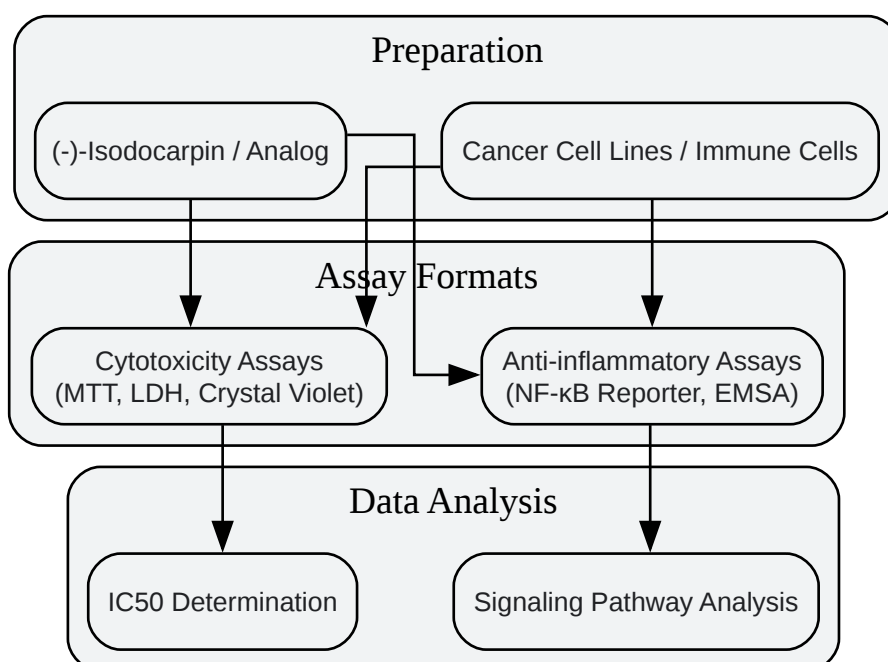 Preparation
(-)-Isodocarpin / Analog
Cancer Cell Lines / Immune Cells
Assay Formats
Cytotoxicity Assays
(MTT, LDH, Crystal Violet)
Anti-inflammatory Assays
(NF-κB Reporter, EMSA)
Data Analysis
IC50 Determination
Signaling Pathway Analysis